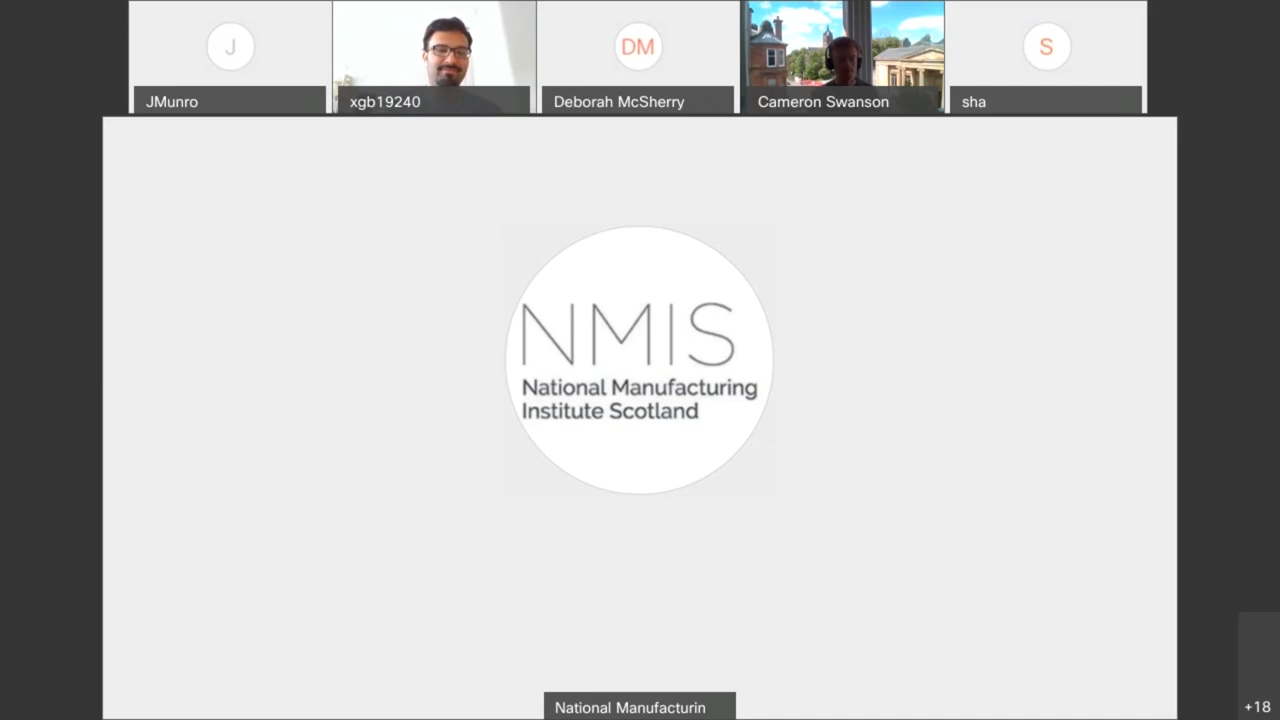 J
DM
S
JMunro
xgb19240
Deborah McSherry
Cameron Swanson
sha
NMIS
National Manufacturing
Institute Scotland
National Manufacturin
+18